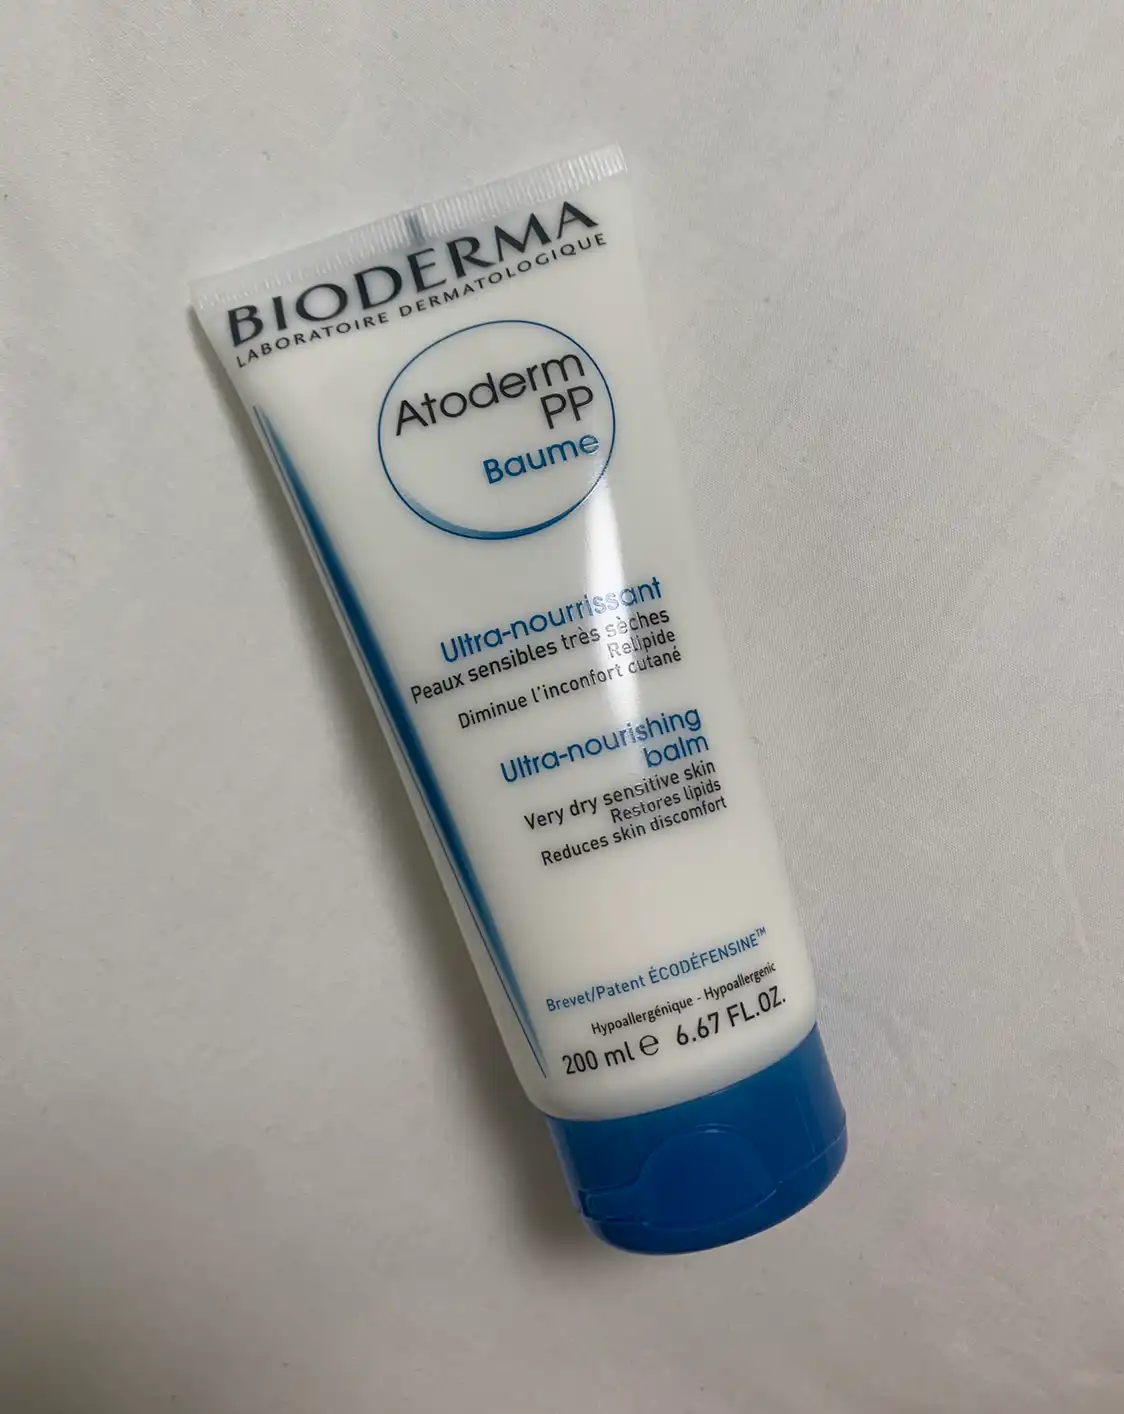 BIODERMA
LABORATOIRE DERMATOLOGIQUE
Atoderm
PP
Baume
Ultra-nourrissant
Peaux sensibles très sèches
Relipide
Diminue l'inconfort cutané
Ultra-nourishing
balm
Very dry sensitive skin
Restores lipids
Reduces skin discomfort
Brevet/Patent ÉCODÉFENSINE™
Hypoallergénique - Hypoallergenic
200 ml ℮ 6.67 FL.OZ.